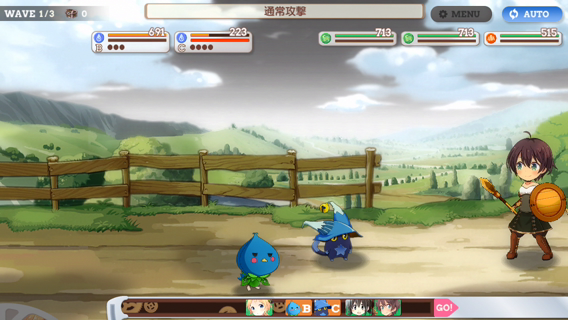 WAVE 1/3 0
通常攻撃
MENU
AUTO
691
B
223
C
713
713
515
B
C
GO!